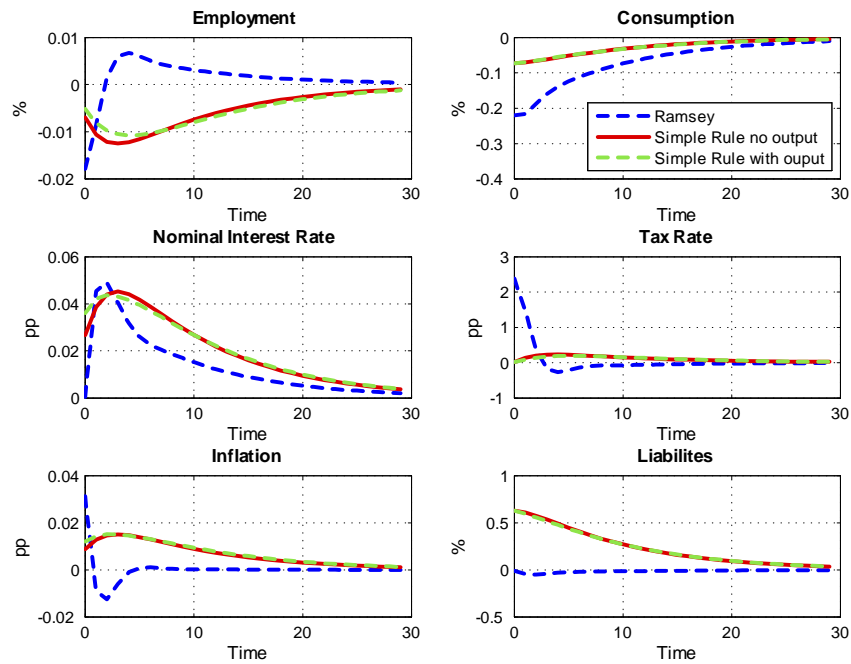 Employment
Consumption
0.01
0
-0.01
-0.02
%
0 10 20 30
Time
0
-0.1
-0.2
-0.3
-0.4
%
Ramsey
Simple Rule no output
Simple Rule with ouput
0 10 20 30
Time
Nominal Interest Rate
Tax Rate
0.06
0.04
0.02
0
pp
0 10 20 30
Time
3
2
1
0
-1
pp
0 10 20 30
Time
Inflation
Liabilites
0.04
0.02
0
-0.02
pp
0 10 20 30
Time
1
0.5
0
-0.5
%
0 10 20 30
Time